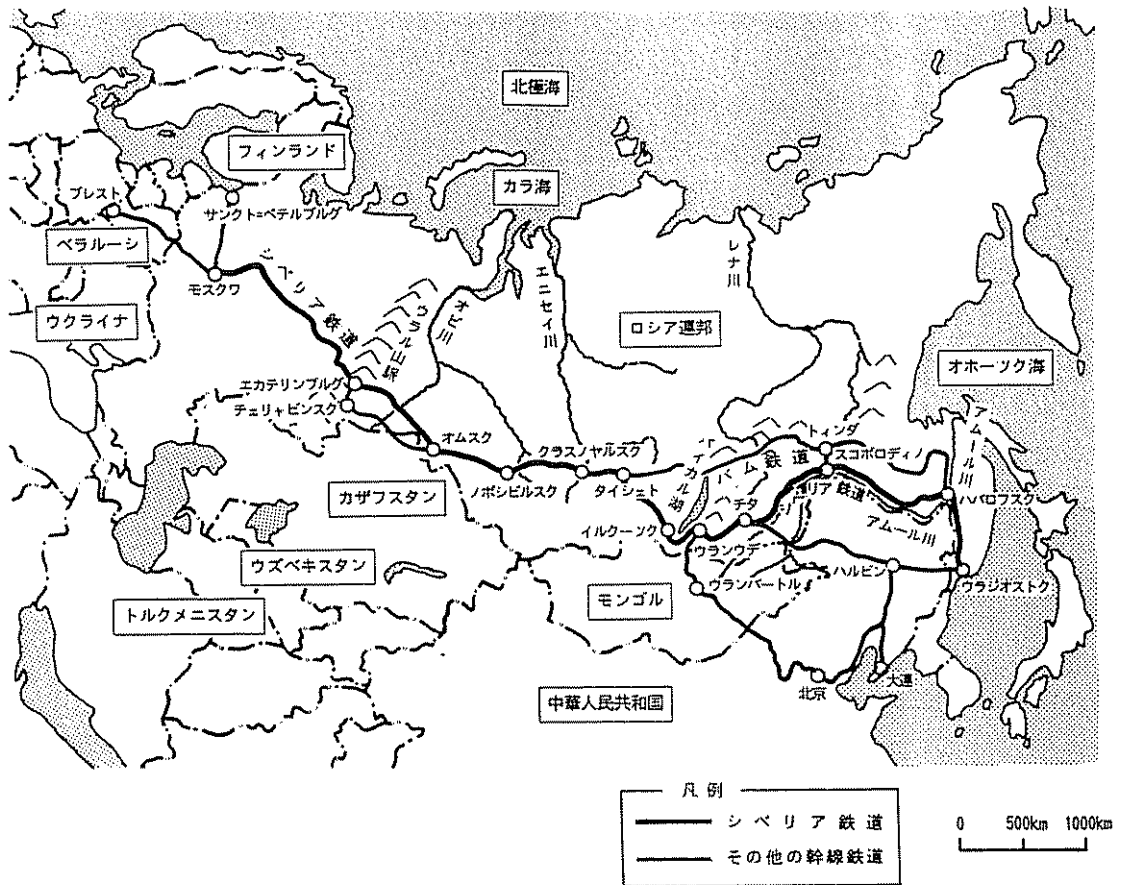 北極海
フィンランド
カラ海
ブレスト
サンクト=ペテルブルグ
ベラルーシ
モスクワ
シベリア鉄道
ウクライナ
ウラル山脈
オビ川
エニセイ川
レナ川
ロシア連邦
オホーツク海
エカテリンブルグ
チェリャビンスク
オムスク
クラスノヤルスク
ノボシビルスク
タイシェト
カザフスタン
バイカル湖
バム鉄道
トィンダ
スコボロディノ
アムール川
ハバロフスク
リア鉄道
チタ
アムール川
イルクーツク
ウランウデ
ウランバートル
ハルビン
ウラジオストク
ウズベキスタン
モンゴル
トルクメニスタン
北京
大連
中華人民共和国
凡例
シベリア鉄道
その他の幹線鉄道
0 500km 1000km